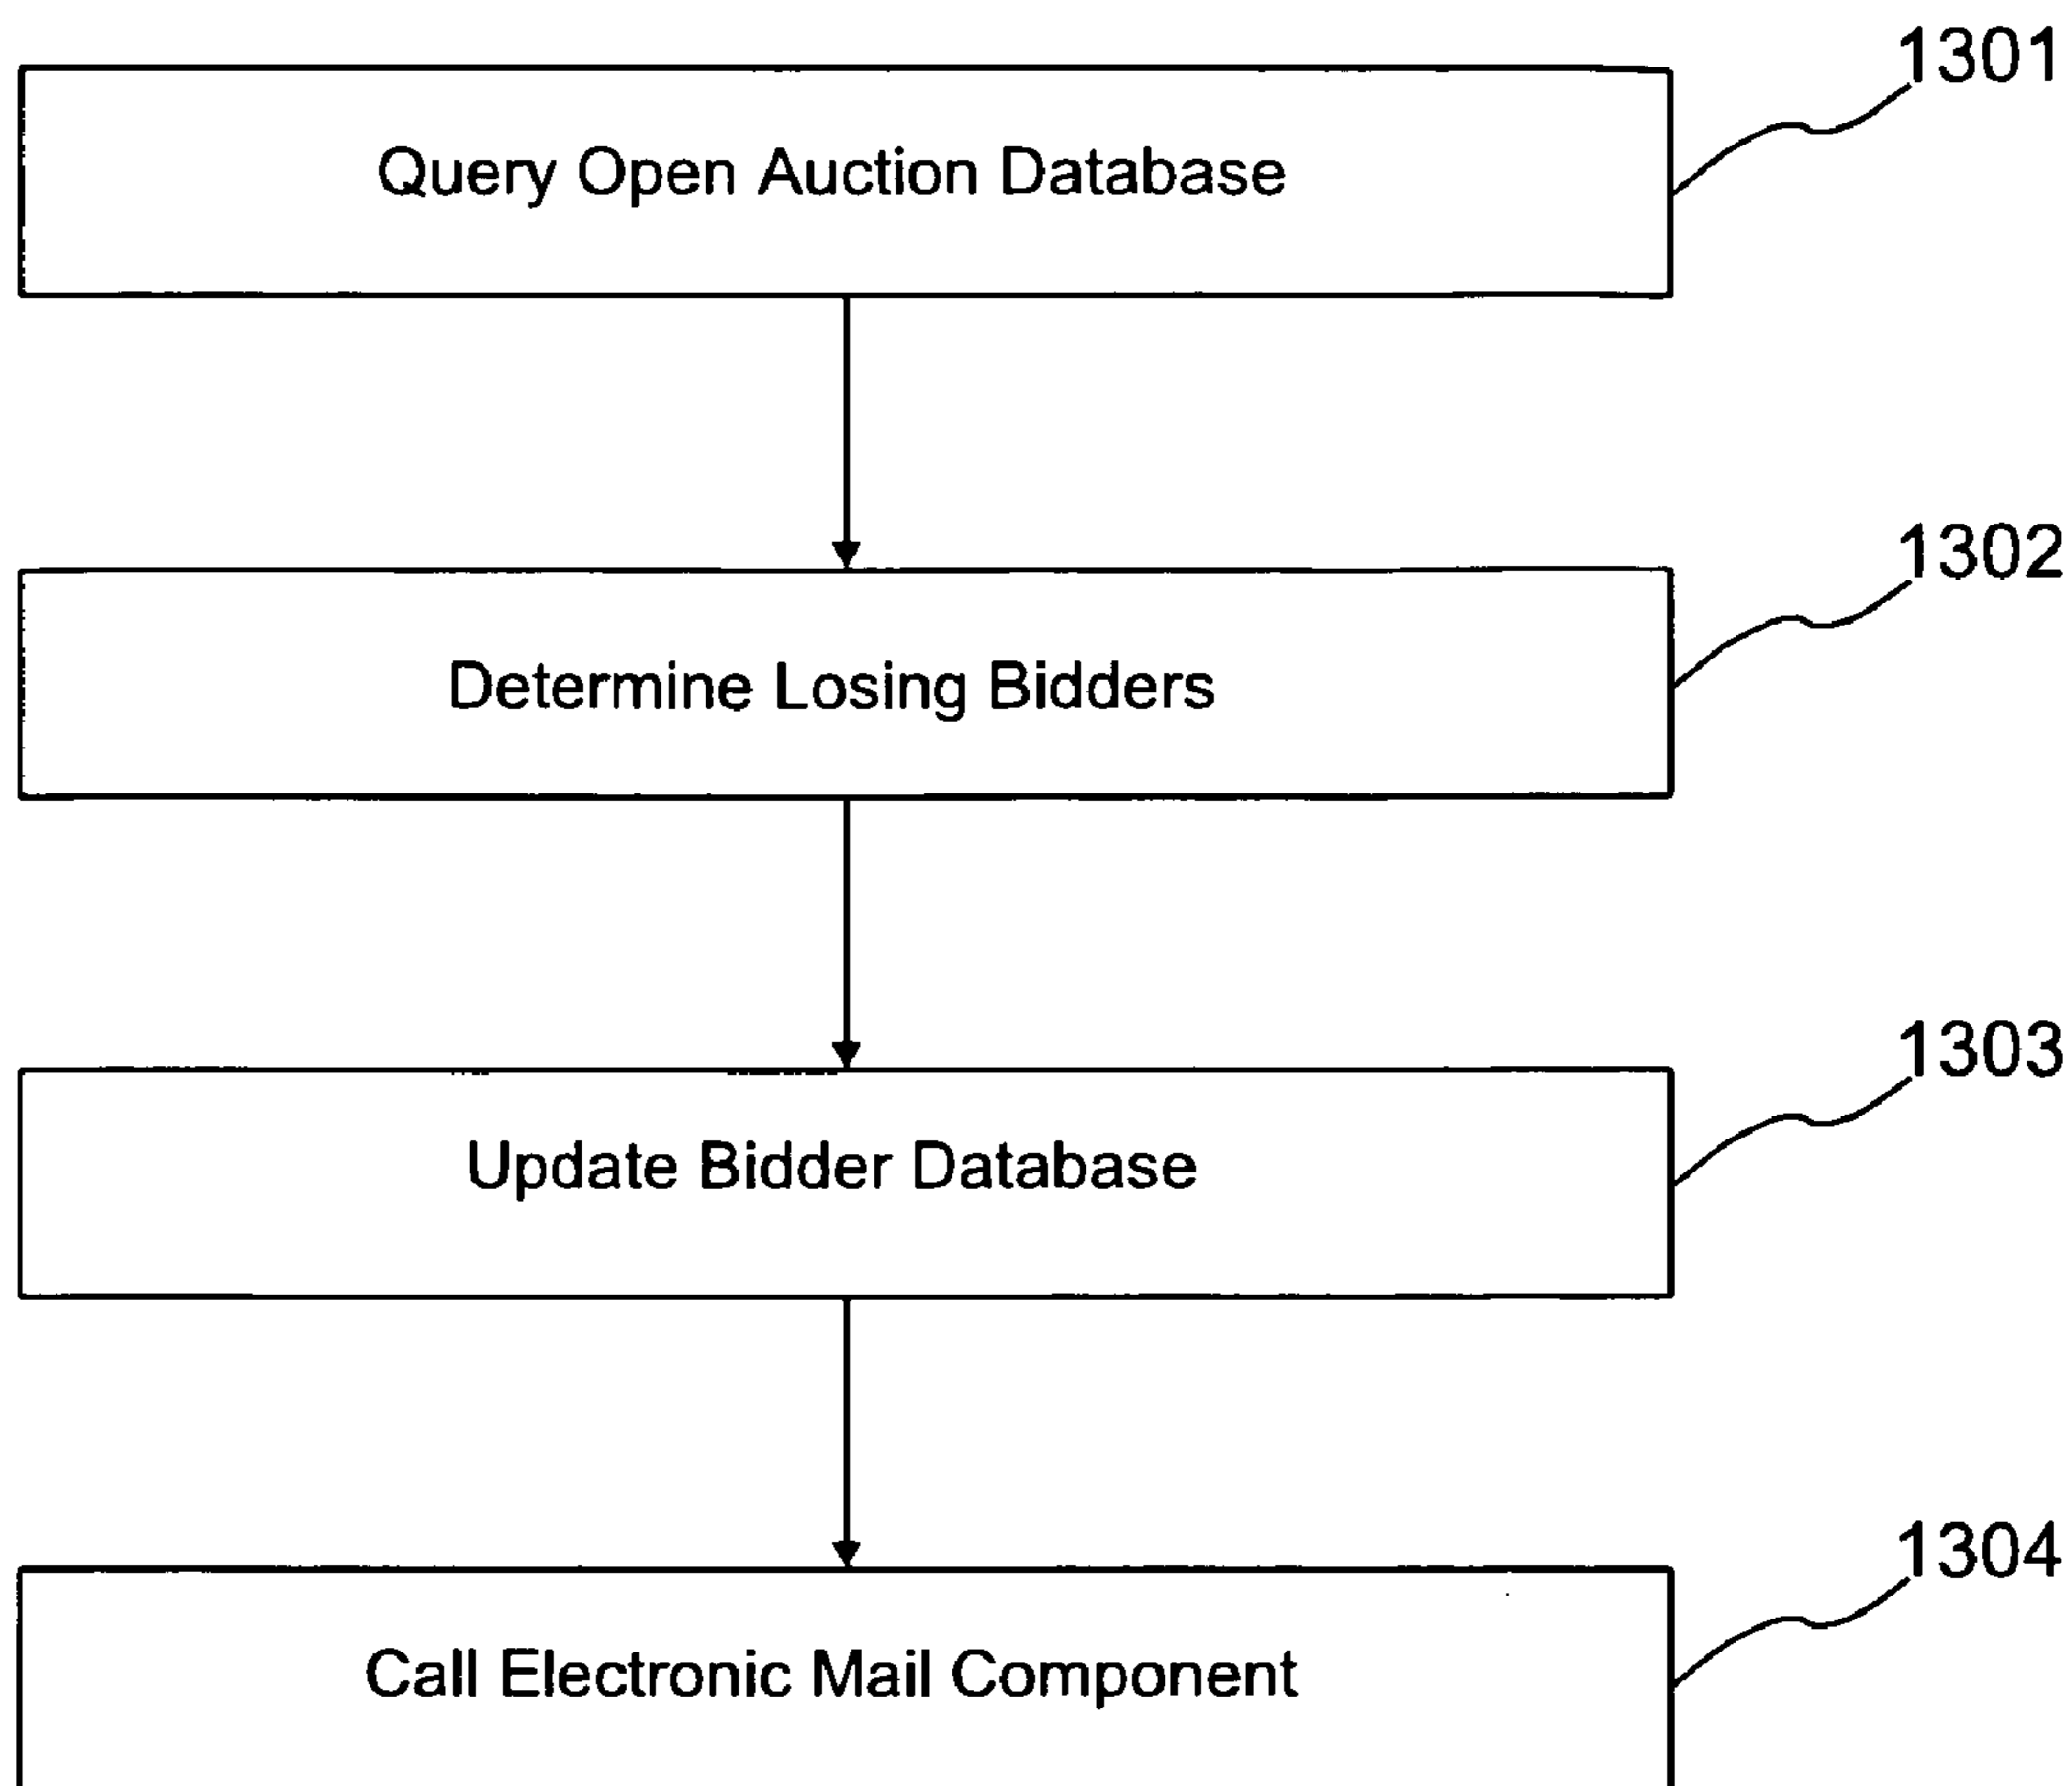 1301
Query Open Auction Database
1302
Determine Losing Bidders
1303
Update Bidder Database
1304
Call Electronic Mail Component